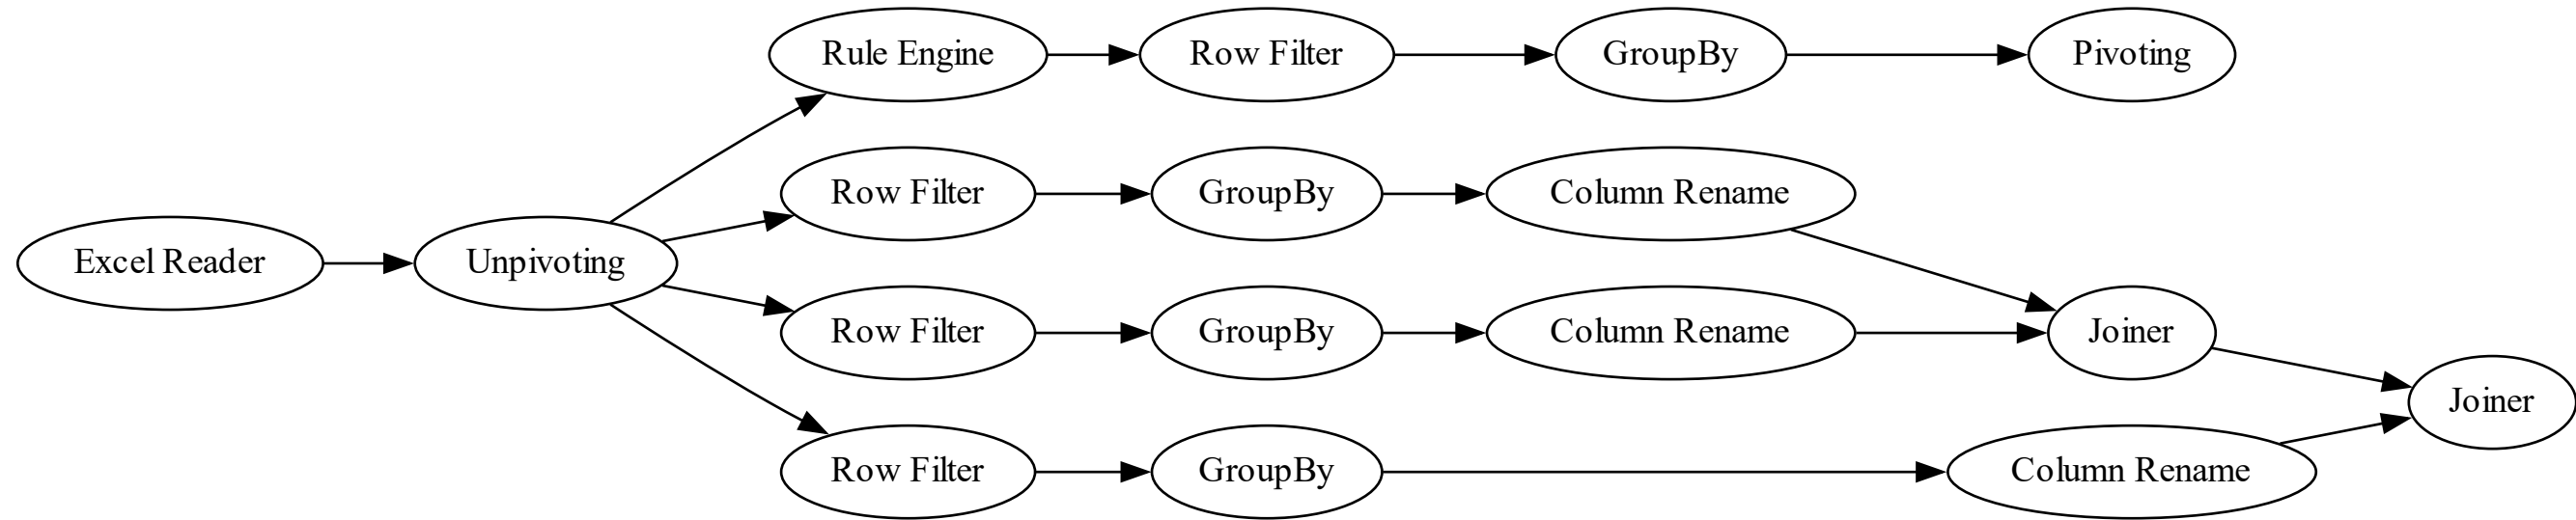 Rule Engine
Row Filter
GroupBy
Pivoting
Row Filter
GroupBy
Column Rename
Excel Reader
Unpivoting
Row Filter
GroupBy
Column Rename
Joiner
Joiner
Row Filter
GroupBy
Column Rename